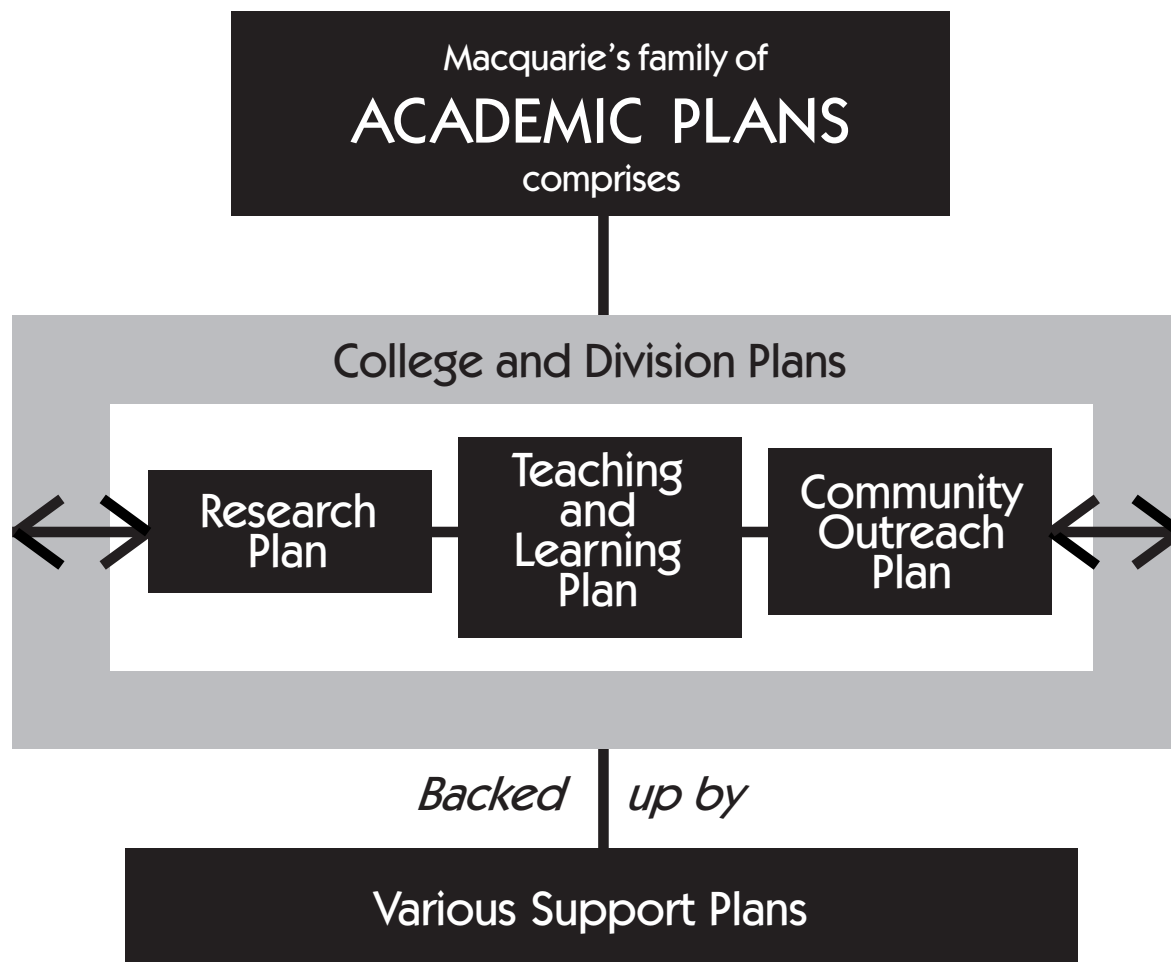 Macquarie’s family of
ACADEMIC PLANS
comprises
College and Division Plans
Research
Plan
Teaching
and
Learning
Plan
Community
Outreach
Plan
Backed up by
Various Support Plans